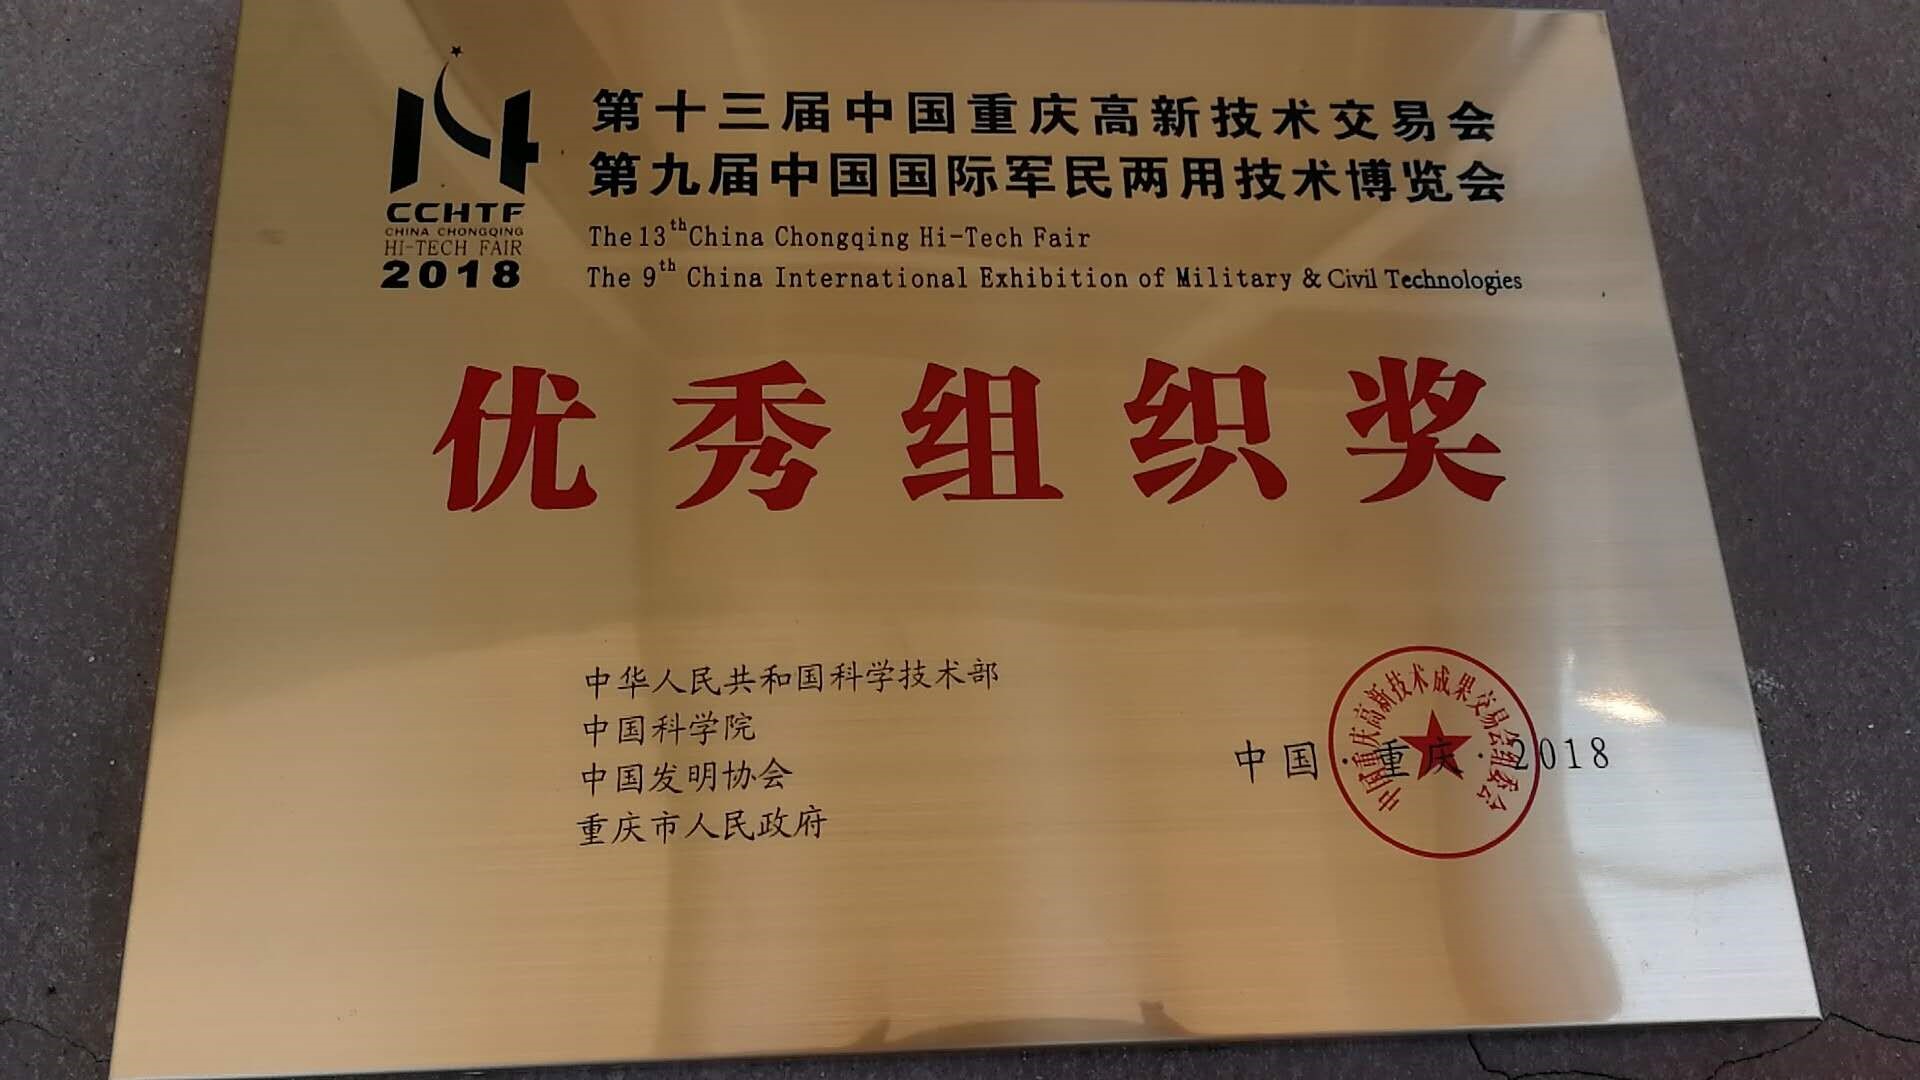 CCHTF
CHINA CHONGQING
HI-TECH FAIR
2018
第十三届中国重庆高新技术交易会
第九届中国国际军民两用技术博览会
The 13th China Chongqing Hi-Tech Fair
The 9th China International Exhibition of Military & Civil Technologies
优秀组织奖
中华人民共和国科学技术部
中国科学院
中国发明协会
重庆市人民政府
中国重庆高新技术成果交易会组委会
中国·重庆·2018